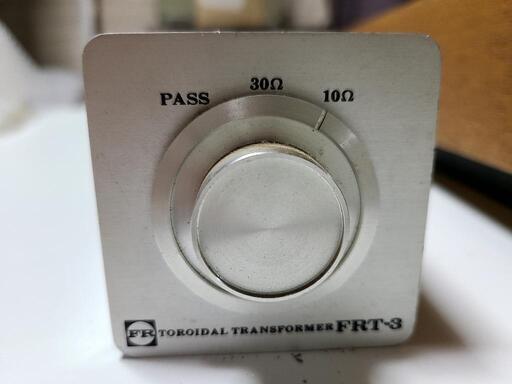 PASS 30Ω 10Ω
FR TOROIDAL TRANSFORMER FRT-3